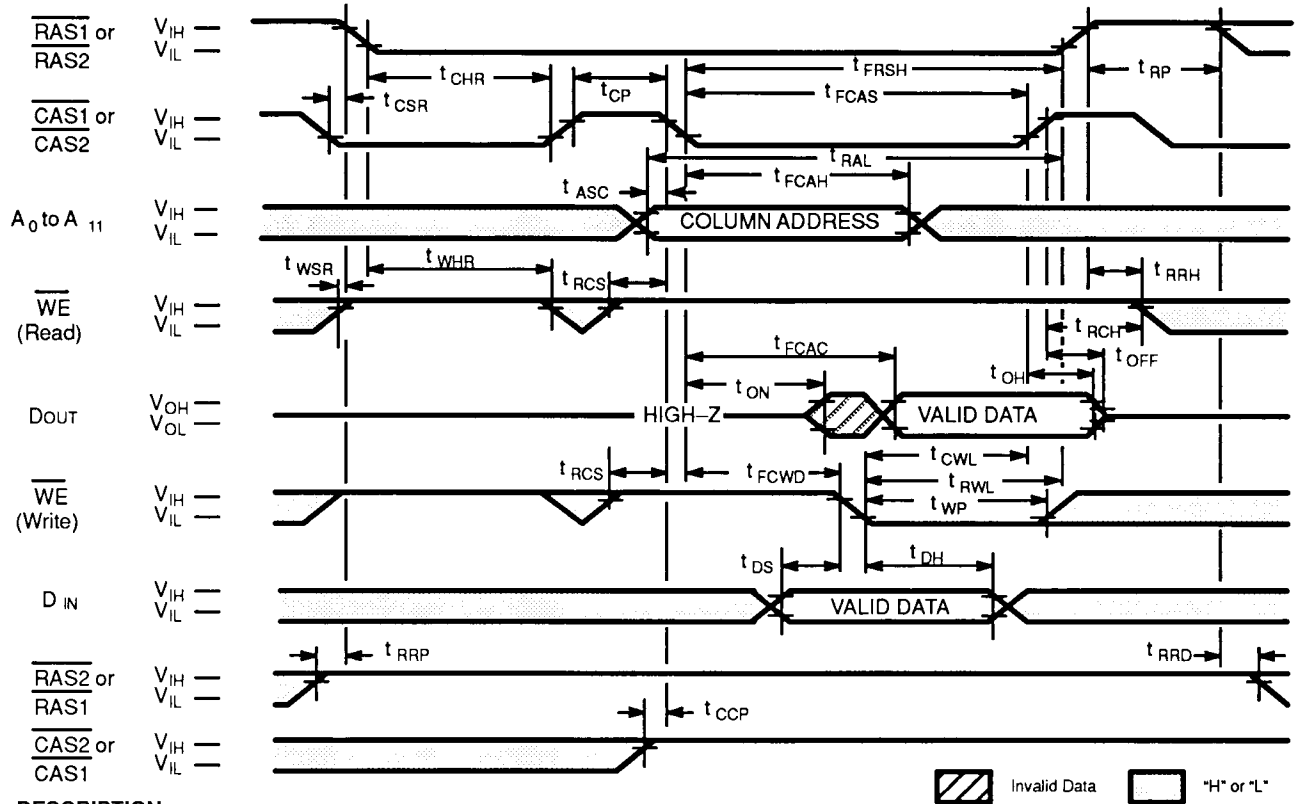 RAS1 or VIH
RAS2 VIL
tCHR tCP tFRSH tRP
tCSR tFCAS
CAS1 or VIH
CAS2 VIL
tRAL
tFCAH
tASC
A0 to A 11 VIH
VIL
COLUMN ADDRESS
tWSR tWHR tRCS tRRH
WE VIH
(Read) VIL
tRCH
tFCAC tOFF
tON tOH
DOUT VOH
VOL
HIGH–Z VALID DATA
tCWL
tRCS tFCWD tRWL
WE VIH
(Write) VIL
tWP
tDS tDH
D IN VIH
VIL
VALID DATA
tRRP tRRD
RAS2 or VIH
RAS1 VIL
tCCP
CAS2 or VIH
CAS1 VIL
Invalid Data "H" or "L"